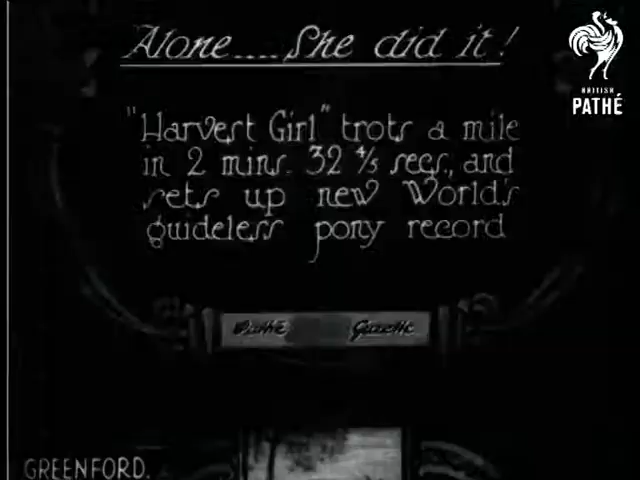 Alone.... She did it!
BRITISH
PATHÉ
"Harvest Girl" trots a mile
in 2 mins. 32 4/5 secs., and
sets up new World's
guideless pony record
Pathé Gazette
GREENFORD.